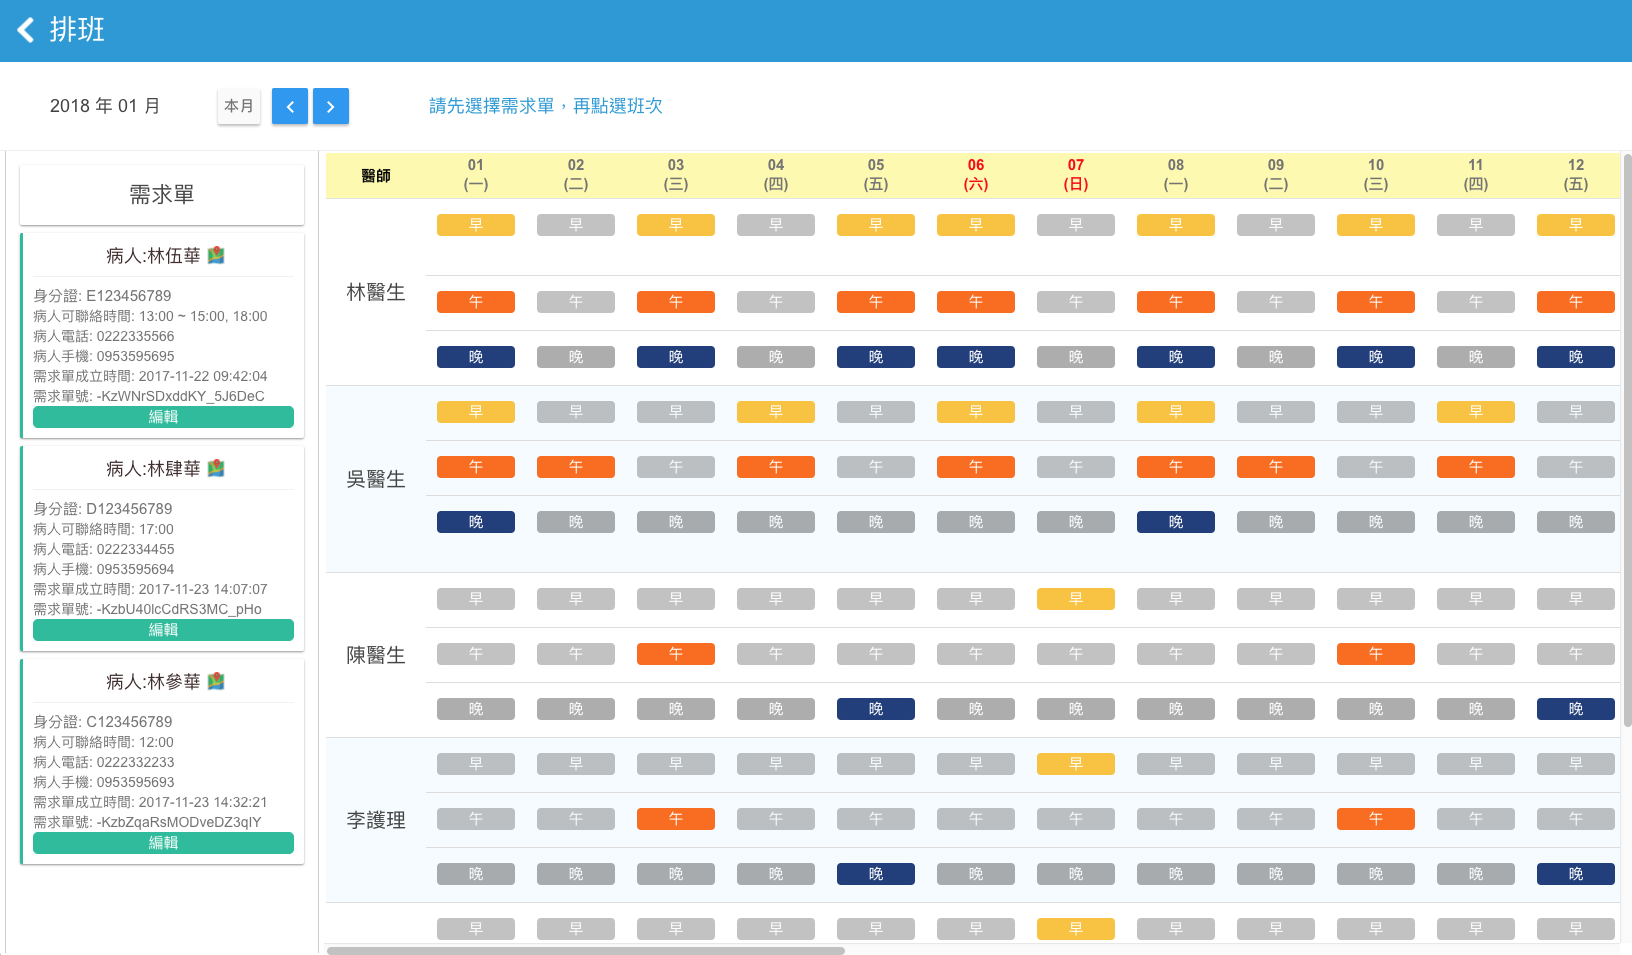 排班
2018 年 01 月 本月 請先選擇需求單，再點選班次
需求單
病人:林伍華
身分證: E123456789
病人可聯絡時間: 13:00 ~ 15:00, 18:00
病人電話: 0222335566
病人手機: 0953595695
需求單成立時間: 2017-11-22 09:42:04
需求單號: -KzWNrSDxddKY_5J6DeC
編輯
病人:林肆華
身分證: D123456789
病人可聯絡時間: 17:00
病人電話: 0222334455
病人手機: 0953595694
需求單成立時間: 2017-11-23 14:07:07
需求單號: -KzbU40lcCdRS3MC_pHo
編輯
病人:林參華
身分證: C123456789
病人可聯絡時間: 12:00
病人電話: 0222332233
病人手機: 0953595693
需求單成立時間: 2017-11-23 14:32:21
需求單號: -KzbZqaRsMODveDZ3qlY
編輯
醫師
01 02 03 04 05 06 07 08 09 10 11 12
(一) (二) (三) (四) (五) (六) (日) (一) (二) (三) (四) (五)
林醫生
早 早 早 早 早 早 早 早 早 早 早 早
午 午 午 午 午 午 午 午 午 午 午 午
晚 晚 晚 晚 晚 晚 晚 晚 晚 晚 晚 晚
吳醫生
早 早 早 早 早 早 早 早 早 早 早 早
午 午 午 午 午 午 午 午 午 午 午 午
晚 晚 晚 晚 晚 晚 晚 晚 晚 晚 晚 晚
陳醫生
早 早 早 早 早 早 早 早 早 早 早 早
午 午 午 午 午 午 午 午 午 午 午 午
晚 晚 晚 晚 晚 晚 晚 晚 晚 晚 晚 晚
李護理
早 早 早 早 早 早 早 早 早 早 早 早
午 午 午 午 午 午 午 午 午 午 午 午
晚 晚 晚 晚 晚 晚 晚 晚 晚 晚 晚 晚
早 早 早 早 早 早 早 早 早 早 早 早